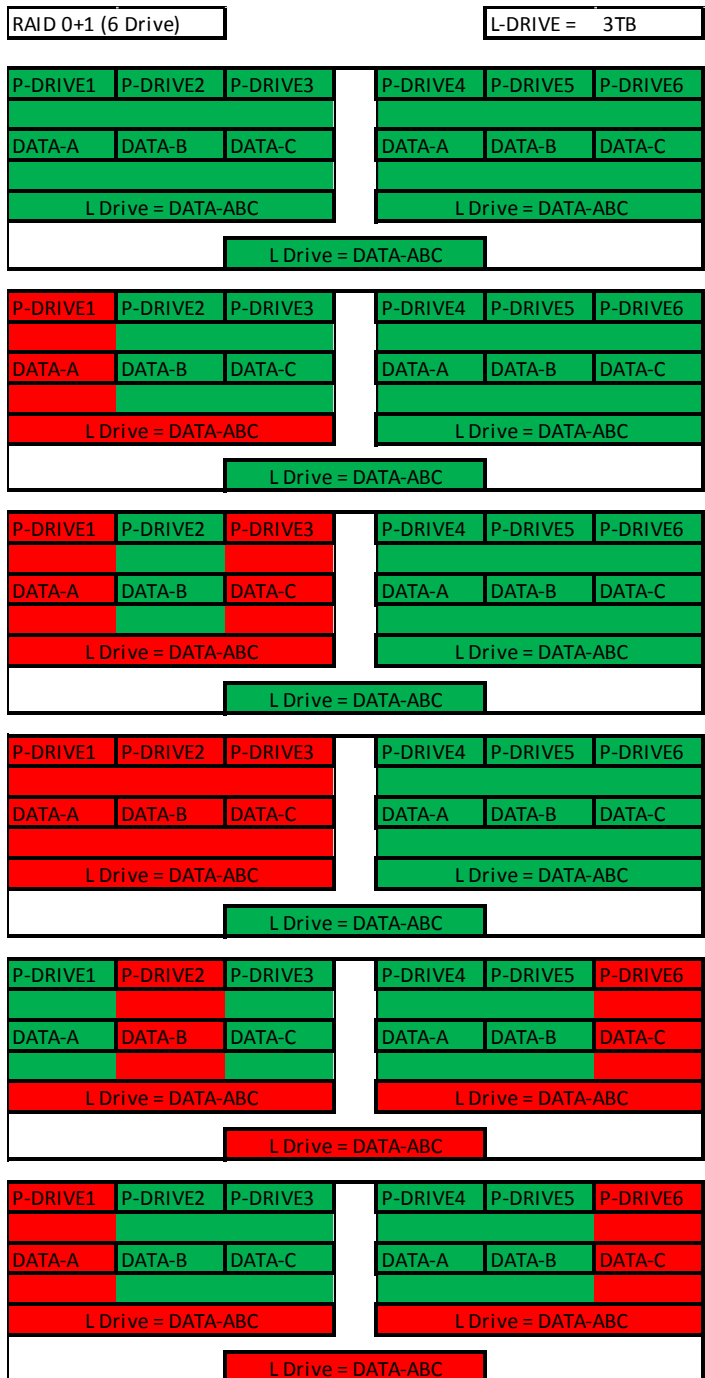 RAID 0+1 (6 Drive) L-DRIVE = 3TB
P-DRIVE1 P-DRIVE2 P-DRIVE3 P-DRIVE4 P-DRIVE5 P-DRIVE6
DATA-A DATA-B DATA-C DATA-A DATA-B DATA-C
L Drive = DATA-ABC L Drive = DATA-ABC
L Drive = DATA-ABC
P-DRIVE1 P-DRIVE2 P-DRIVE3 P-DRIVE4 P-DRIVE5 P-DRIVE6
DATA-A DATA-B DATA-C DATA-A DATA-B DATA-C
L Drive = DATA-ABC L Drive = DATA-ABC
L Drive = DATA-ABC
P-DRIVE1 P-DRIVE2 P-DRIVE3 P-DRIVE4 P-DRIVE5 P-DRIVE6
DATA-A DATA-B DATA-C DATA-A DATA-B DATA-C
L Drive = DATA-ABC L Drive = DATA-ABC
L Drive = DATA-ABC
P-DRIVE1 P-DRIVE2 P-DRIVE3 P-DRIVE4 P-DRIVE5 P-DRIVE6
DATA-A DATA-B DATA-C DATA-A DATA-B DATA-C
L Drive = DATA-ABC L Drive = DATA-ABC
L Drive = DATA-ABC
P-DRIVE1 P-DRIVE2 P-DRIVE3 P-DRIVE4 P-DRIVE5 P-DRIVE6
DATA-A DATA-B DATA-C DATA-A DATA-B DATA-C
L Drive = DATA-ABC L Drive = DATA-ABC
L Drive = DATA-ABC
P-DRIVE1 P-DRIVE2 P-DRIVE3 P-DRIVE4 P-DRIVE5 P-DRIVE6
DATA-A DATA-B DATA-C DATA-A DATA-B DATA-C
L Drive = DATA-ABC L Drive = DATA-ABC
L Drive = DATA-ABC